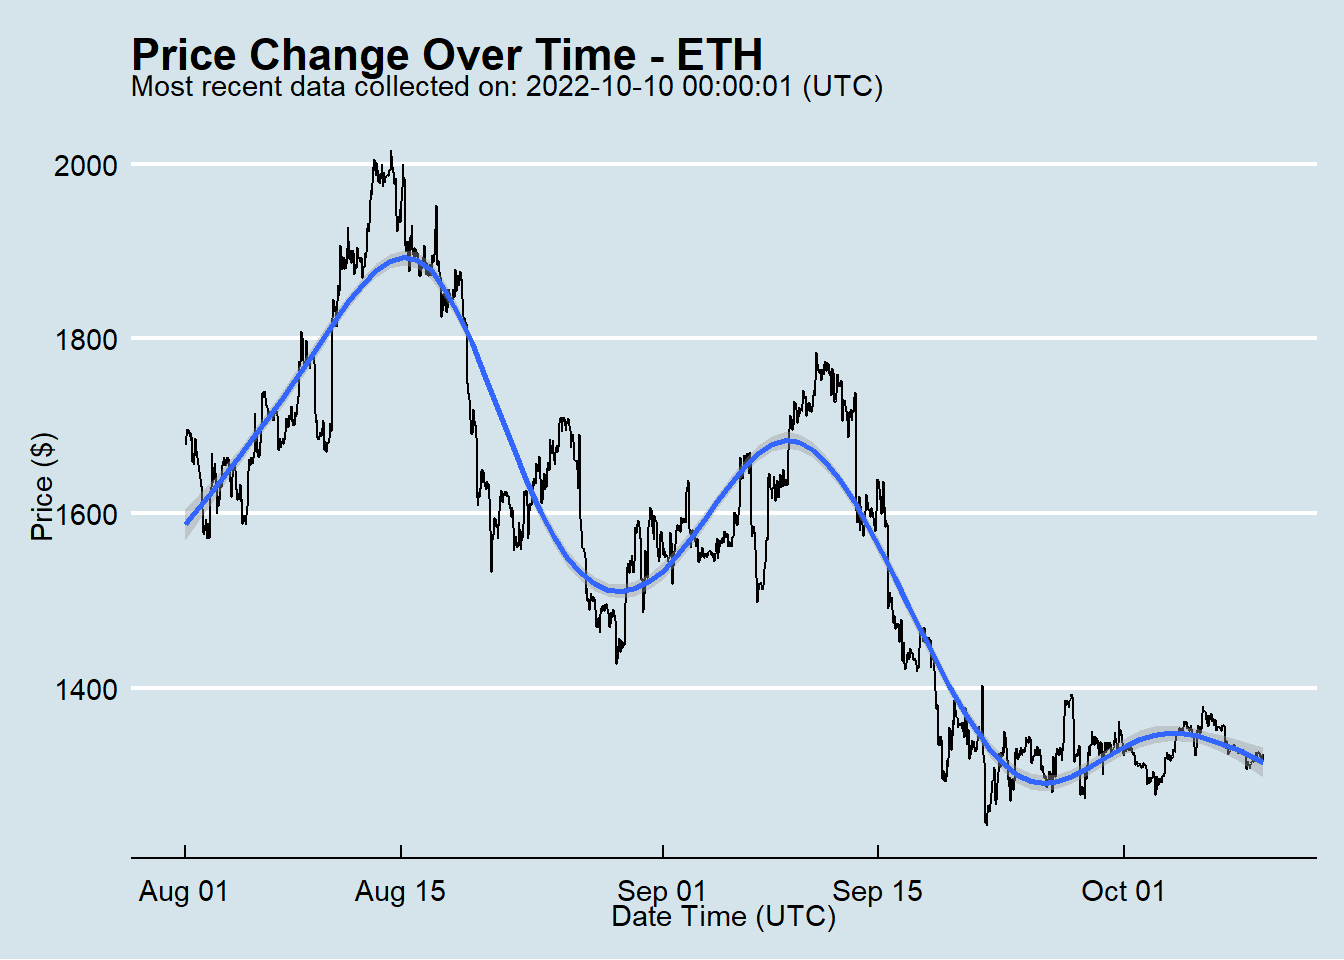 Price Change Over Time - ETH
Most recent data collected on: 2022-10-10 00:00:01 (UTC)
2000
1800
1600
1400
Price ($)
Aug 01 Aug 15 Sep 01 Sep 15 Oct 01
Date Time (UTC)